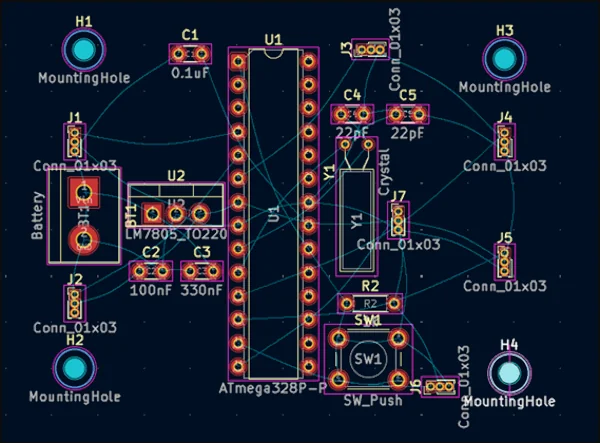 H1
MountingHole
C1
C1
0.1uF
U1
J3
Conn_01x03
H3
MountingHole
C4
22pF
C5
22pF
J1
Conn_01x03
J4
Conn_01x03
Y1
Crystal
Y1
Battery
BT1
BT1
U2
U2
LM7805_TO220
U1
J7
Conn_01x03
C2
100nF
C3
330nF
J5
Conn_01x03
J2
Conn_01x03
R2
R2
SW1
SW1
SW_Push
H2
MountingHole
ATmega328P-P
J6
Conn_01x03
H4
MountingHole